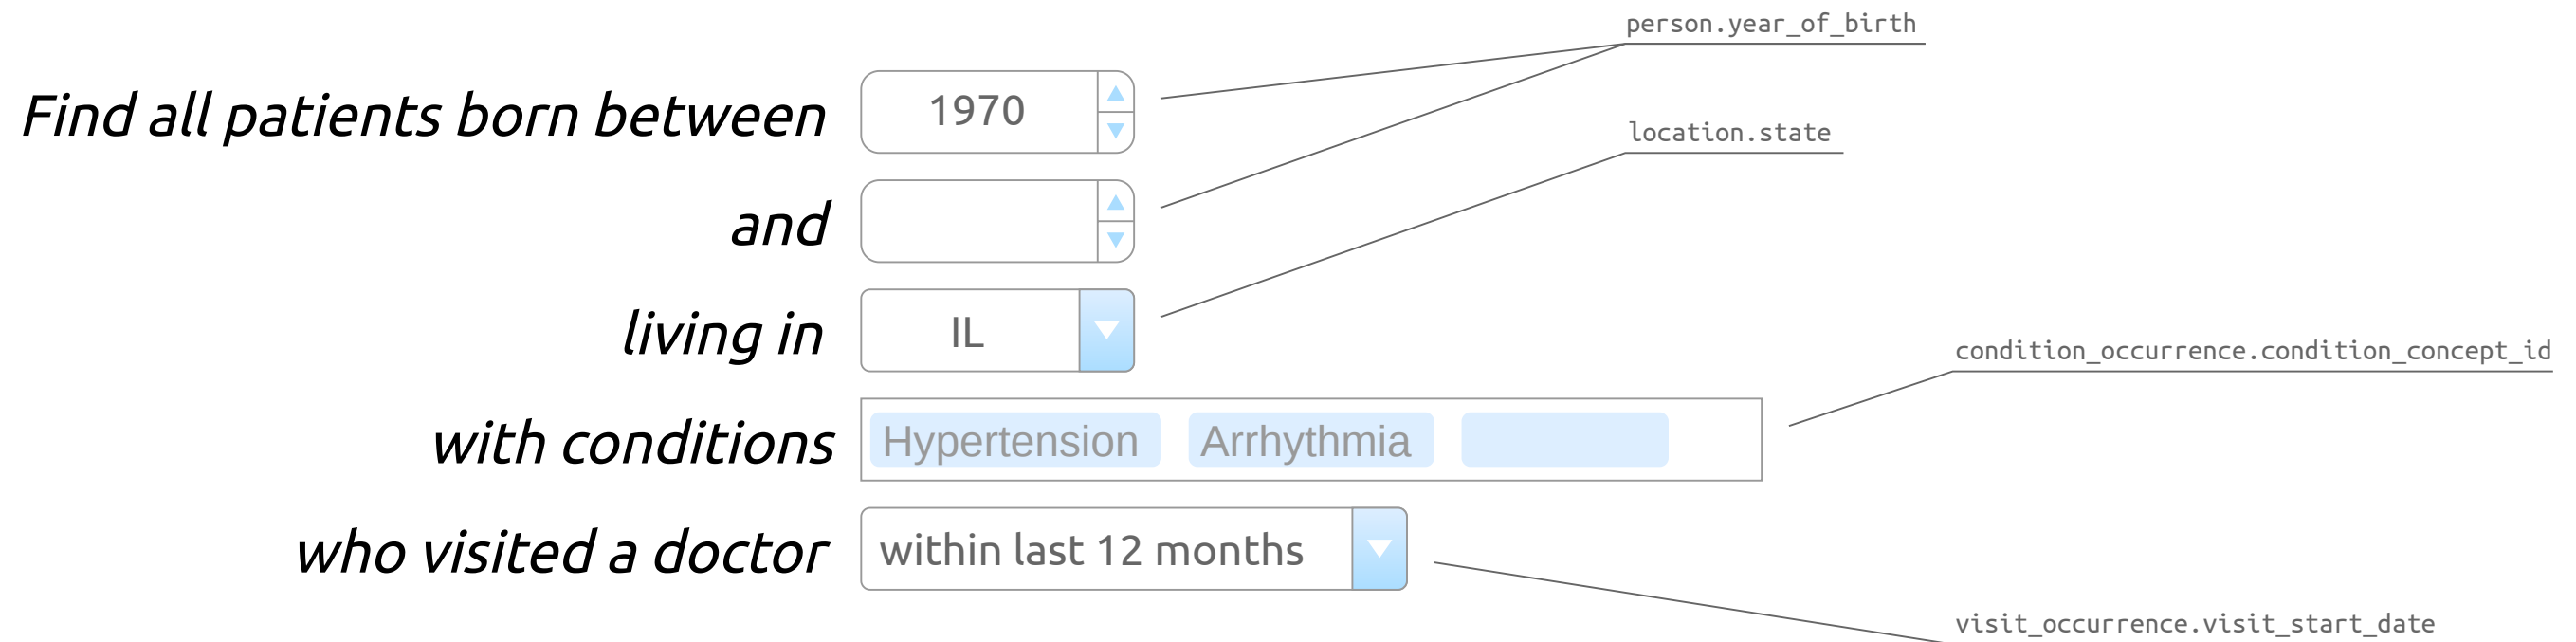 person.year_of_birth
Find all patients born between 1970
location.state
and
living in IL
condition_occurrence.condition_concept_id
with conditions Hypertension Arrhythmia
who visited a doctor within last 12 months
visit_occurrence.visit_start_date